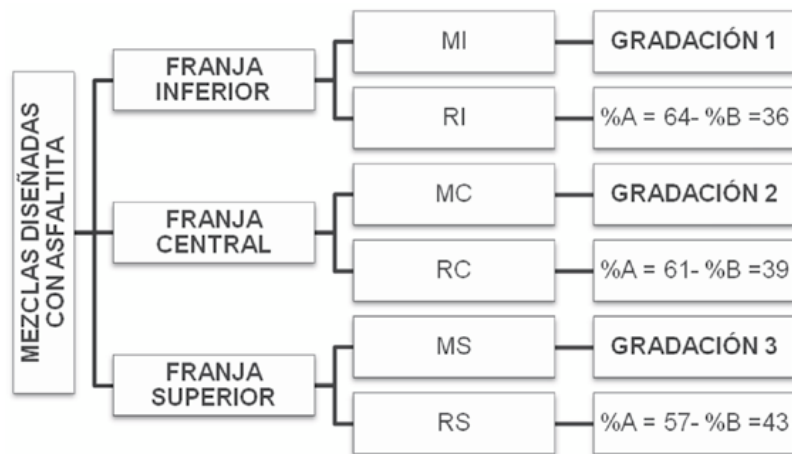 MEZCLAS DISEÑADAS
CON ASFALTITA
FRANJA
INFERIOR
MI
GRADACIÓN 1
RI
%A = 64- %B =36
FRANJA
CENTRAL
MC
GRADACIÓN 2
RC
%A = 61- %B =39
FRANJA
SUPERIOR
MS
GRADACIÓN 3
RS
%A = 57- %B =43